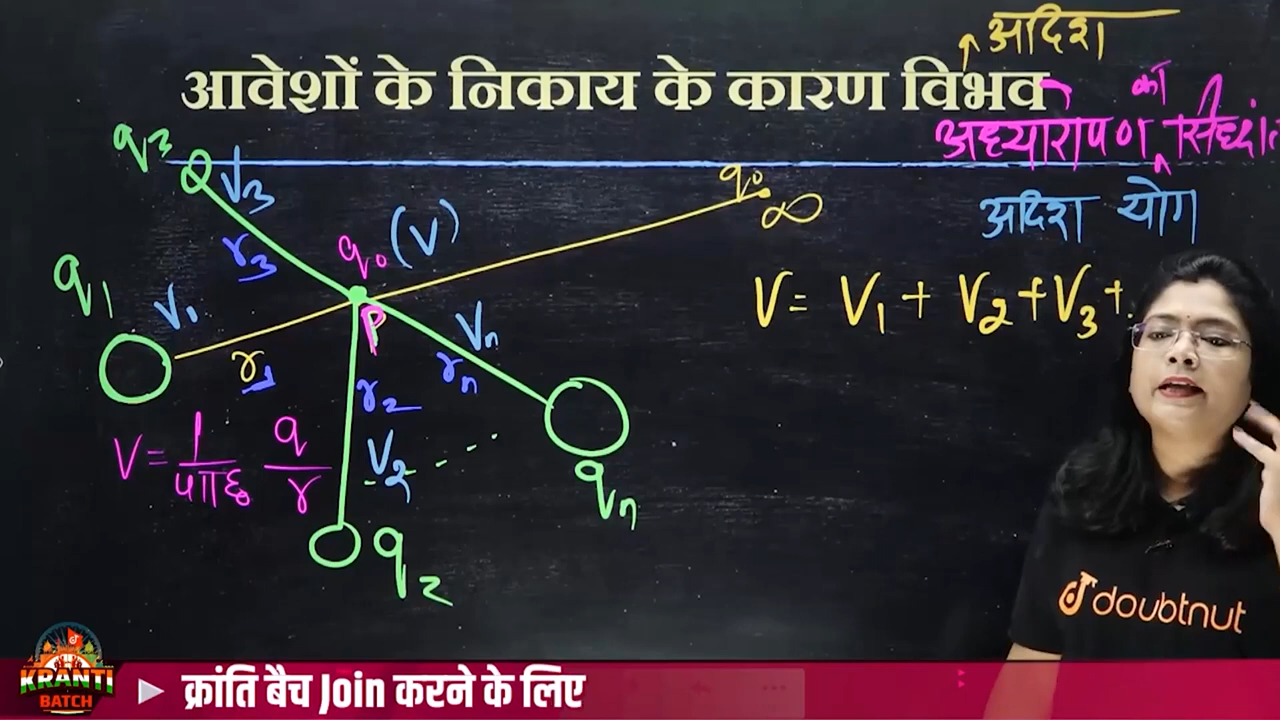 अदिश
आवेशों के निकाय के कारण विभव
का
अध्यारोपण सिध्दांत
अदिश योग
V = V₁ + V₂ + V₃ + .
q₃
V₃
r₃
q₀ (V)
q₀
∞
q₁
V₁
r₁
P
Vₙ
rₙ
r₂
V₂
V = 1/4πε₀ q/r
qₙ
q₂
doubtnut
KRANTI
BATCH
क्रांति बैच Join करने के लिए